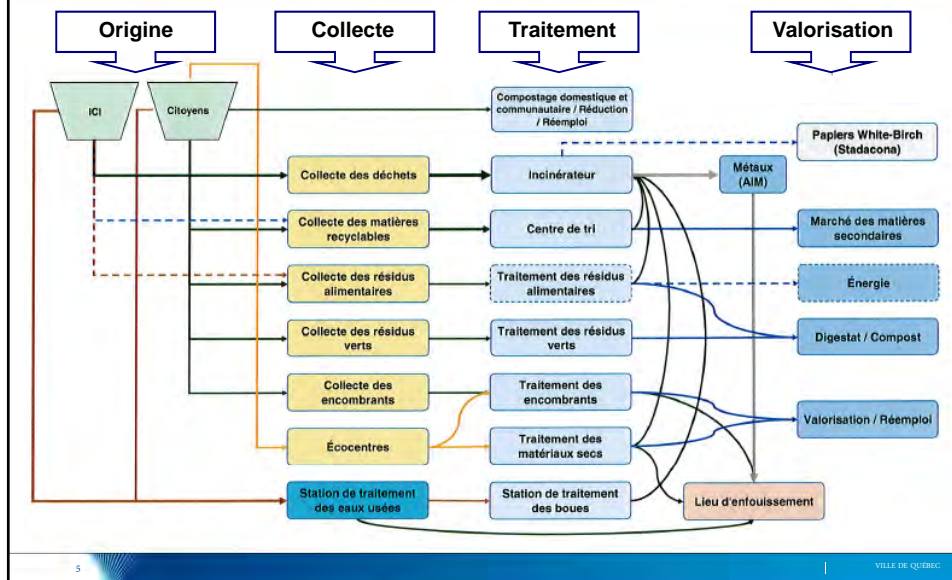 Origine
Collecte
Traitement
Valorisation
ICI
Citoyens
Compostage domestique et
communautaire / Réduction
/ Réemploi
Papiers White-Birch
(Stadacona)
Collecte des déchets
Incinérateur
Métaux
(AIM)
Collecte des matières
recyclables
Centre de tri
Marché des matières
secondaires
Collecte des résidus
alimentaires
Traitement des résidus
alimentaires
Énergie
Collecte des résidus
verts
Traitement des résidus
verts
Digestat / Compost
Collecte des
encombrants
Traitement des
encombrants
Valorisation / Réemploi
Écocentres
Traitement des
matériaux secs
Station de traitement
des eaux usées
Station de traitement
des boues
Lieu d'enfouissement
5
VILLE DE QUÉBEC